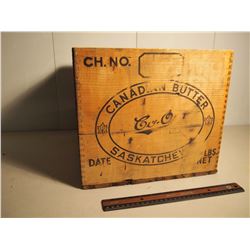 CH. NO.
CANADIAN BUTTER
Co-O
SASKATCHEW
DATE
LBS.
NET